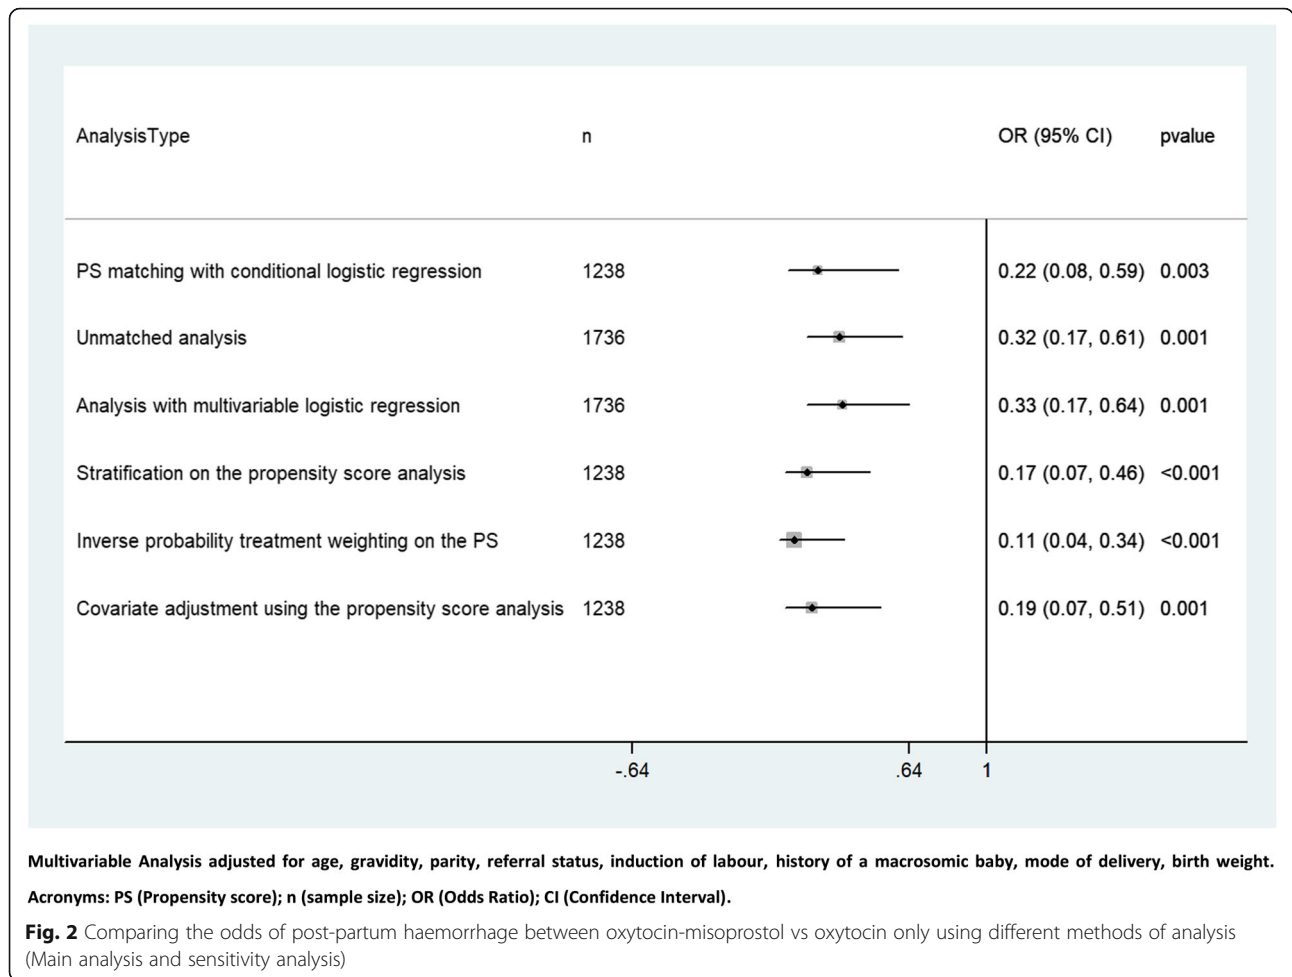 AnalysisType n OR (95% CI) pvalue
PS matching with conditional logistic regression 1238 0.22 (0.08, 0.59) 0.003
Unmatched analysis 1736 0.32 (0.17, 0.61) 0.001
Analysis with multivariable logistic regression 1736 0.33 (0.17, 0.64) 0.001
Stratification on the propensity score analysis 1238 0.17 (0.07, 0.46) <0.001
Inverse probability treatment weighting on the PS 1238 0.11 (0.04, 0.34) <0.001
Covariate adjustment using the propensity score analysis 1238 0.19 (0.07, 0.51) 0.001
-.64 .64 1
Multivariable Analysis adjusted for age, gravidity, parity, referral status, induction of labour, history of a macrosomic baby, mode of delivery, birth weight.
Acronyms: PS (Propensity score); n (sample size); OR (Odds Ratio); CI (Confidence Interval).
Fig. 2 Comparing the odds of post-partum haemorrhage between oxytocin-misoprostol vs oxytocin only using different methods of analysis
(Main analysis and sensitivity analysis)